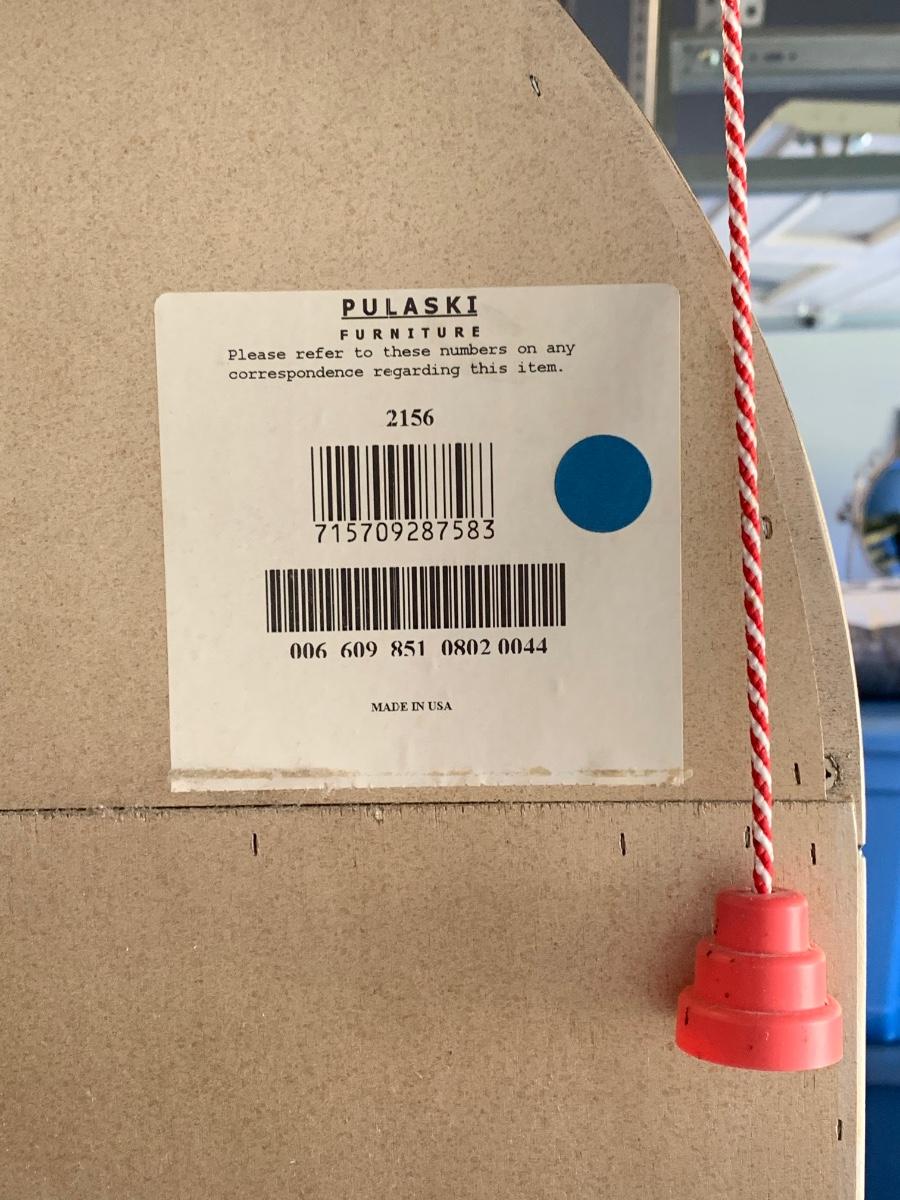 PULASKI
FURNITURE
Please refer to these numbers on any
correspondence regarding this item.
2156
715709287583
006 609 851 0802 0044
MADE IN USA